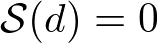 𝒮(d) = 0